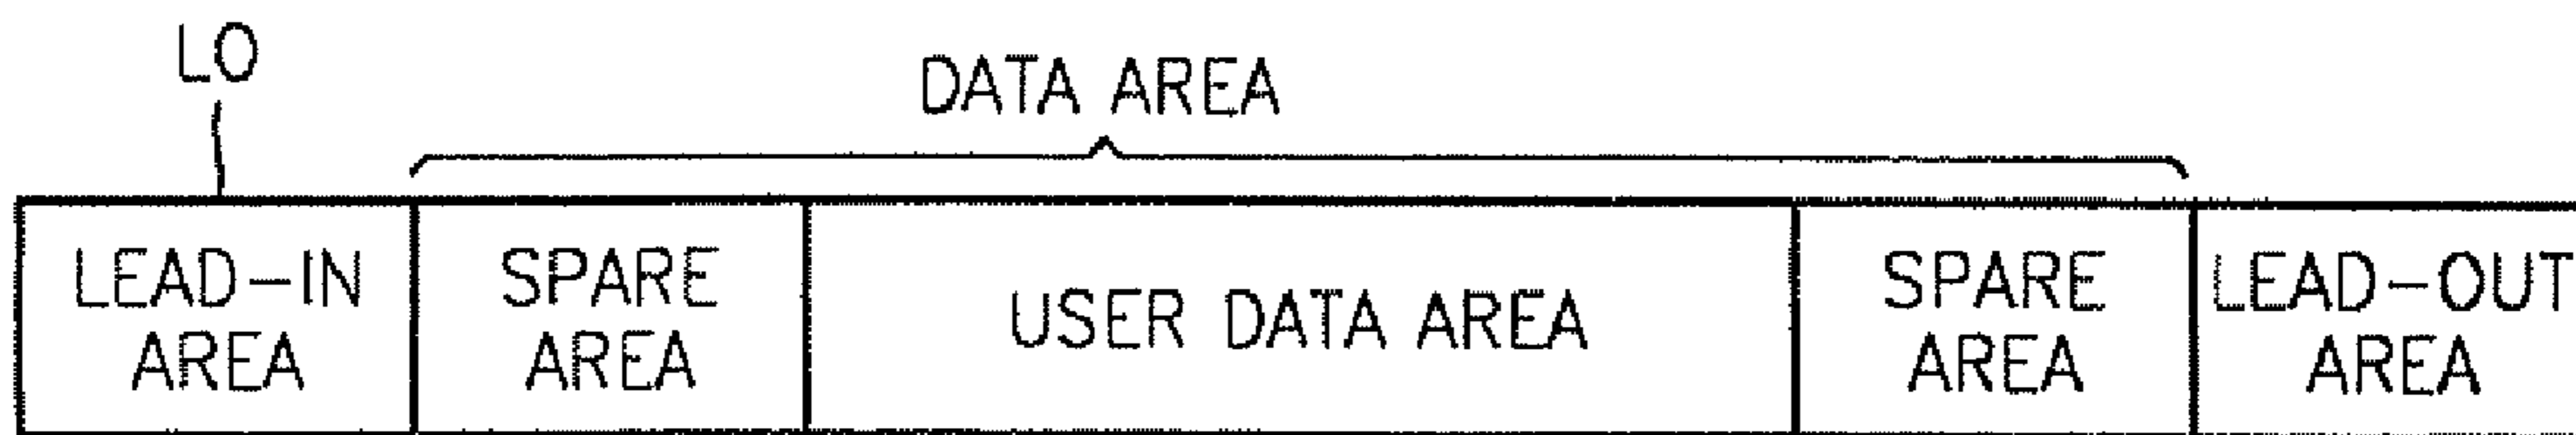 LO
DATA AREA
LEAD-IN
AREA
SPARE
AREA
USER DATA AREA
SPARE
AREA
LEAD-OUT
AREA